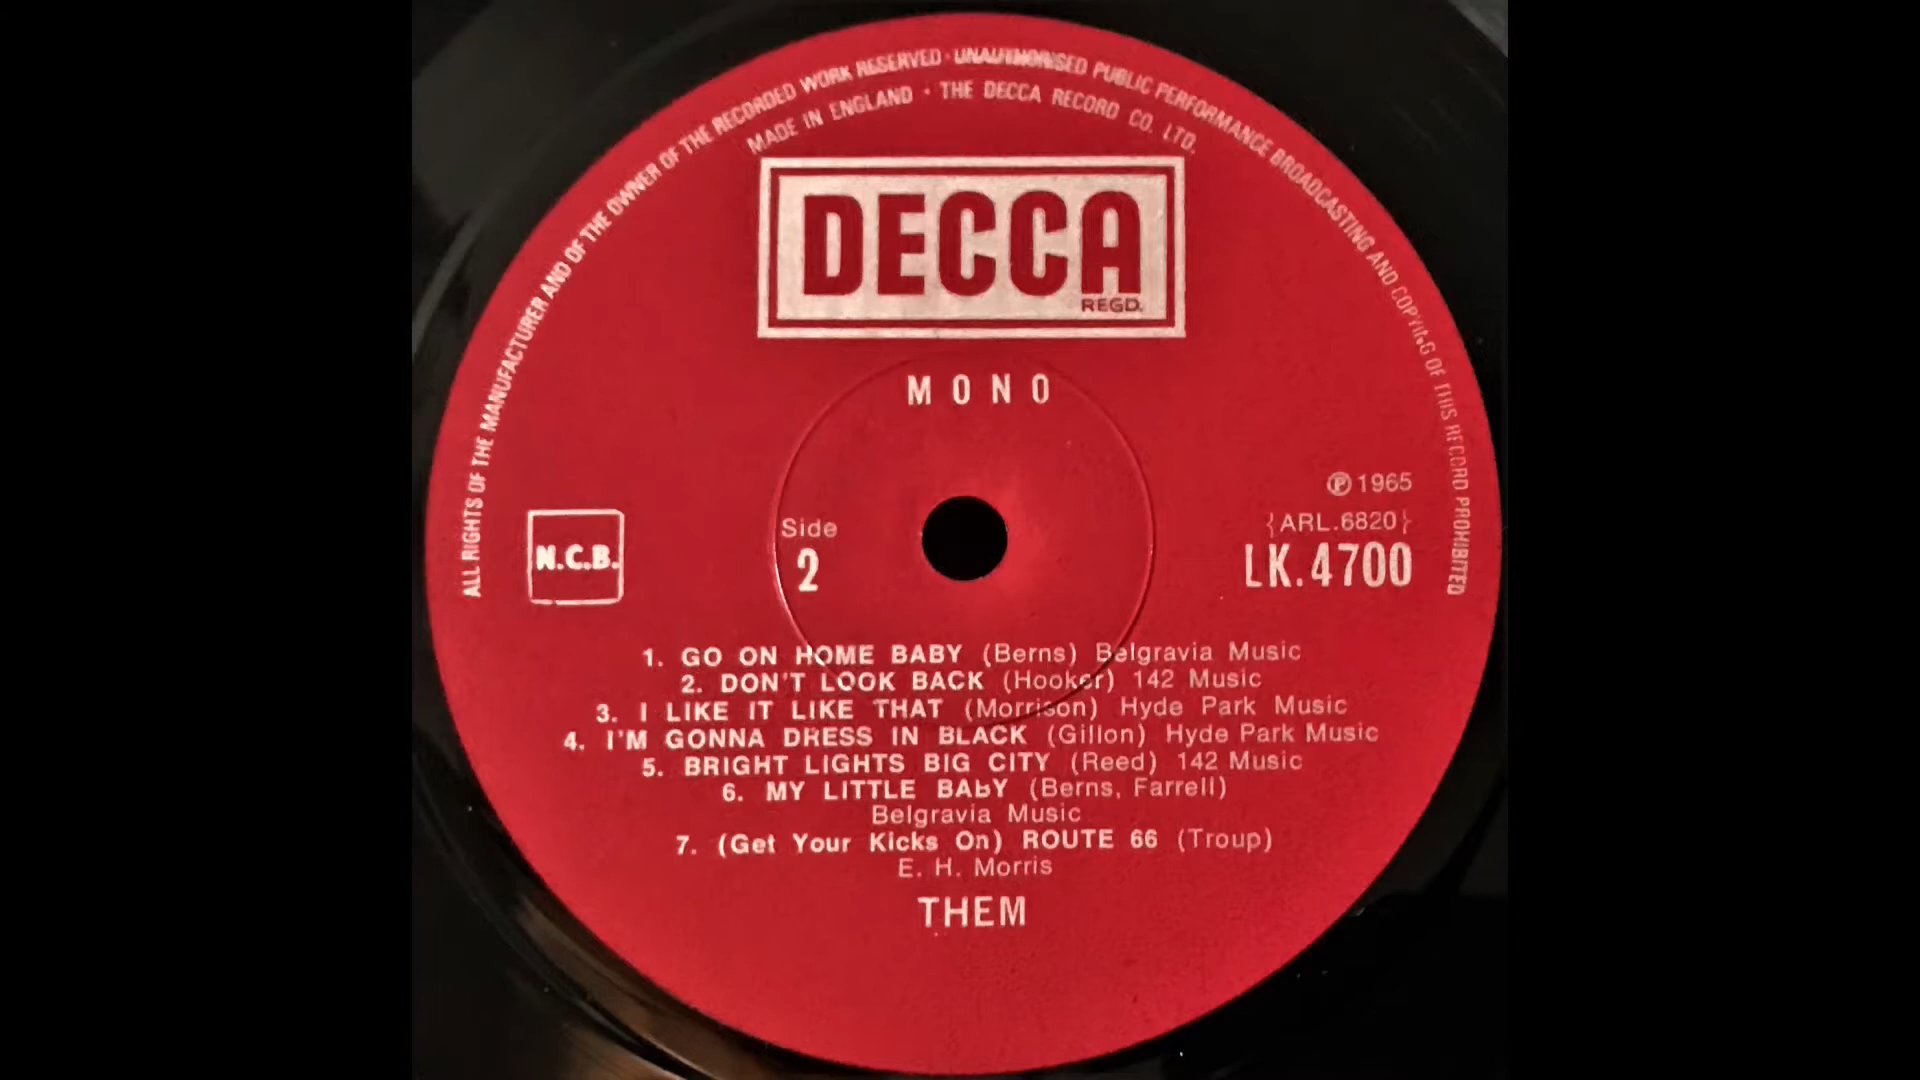 ALL RIGHTS OF THE MANUFACTURER AND OF THE OWNER OF THE RECORDED WORK RESERVED · UNAUTHORISED PUBLIC PERFORMANCE BROADCASTING AND COPYING OF THIS RECORD PROHIBITED
MADE IN ENGLAND · THE DECCA RECORD CO. LTD.
DECCA
REGD.
MONO
℗ 1965
{ARL.6820}
LK.4700
N.C.B.
Side
2
1. GO ON HOME BABY (Berns) Belgravia Music
2. DON'T LOOK BACK (Hooker) 142 Music
3. I LIKE IT LIKE THAT (Morrison) Hyde Park Music
4. I'M GONNA DRESS IN BLACK (Gillon) Hyde Park Music
5. BRIGHT LIGHTS BIG CITY (Reed) 142 Music
6. MY LITTLE BABY (Berns, Farrell)
Belgravia Music
7. (Get Your Kicks On) ROUTE 66 (Troup)
E. H. Morris
THEM